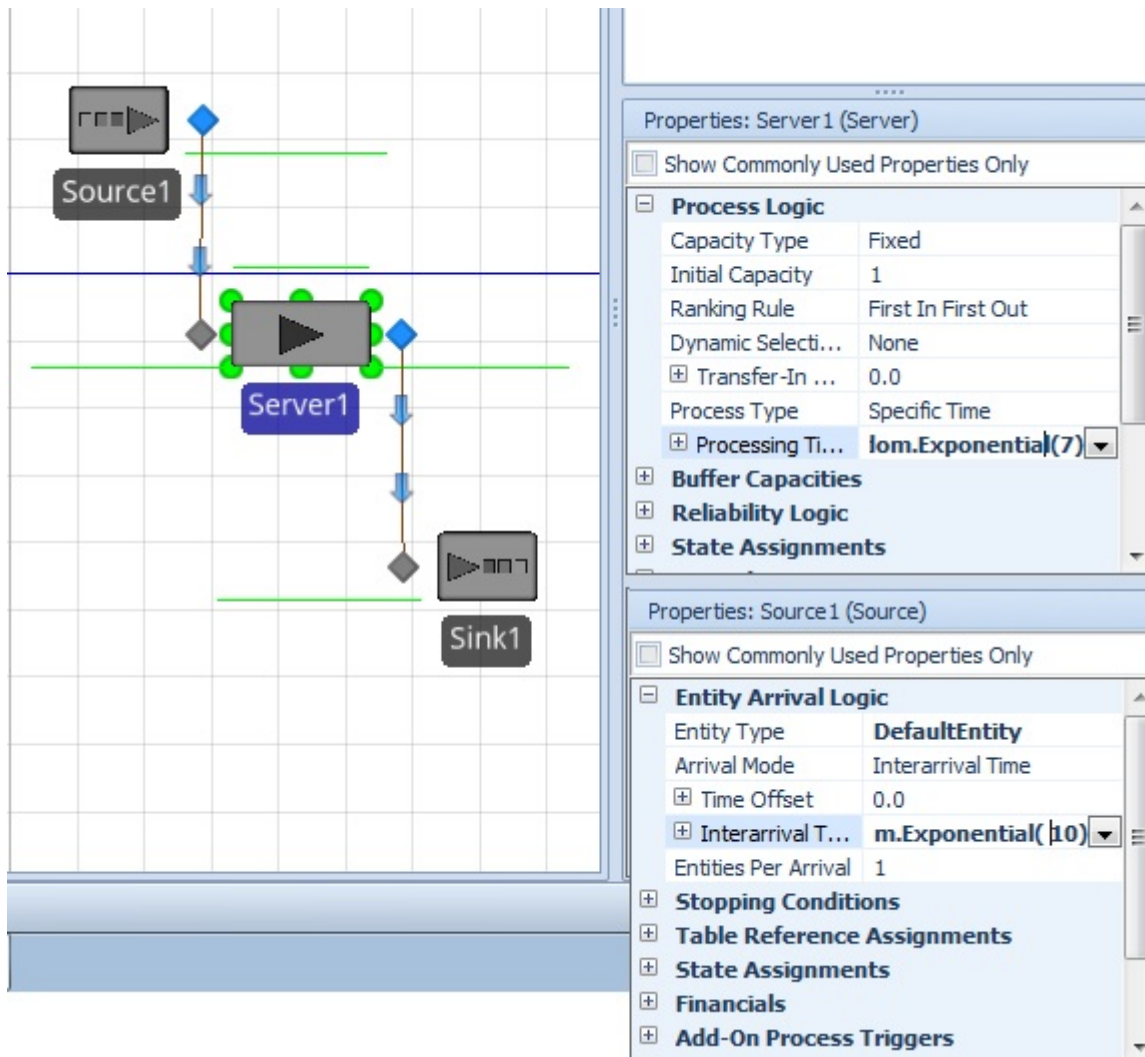 Source1
Server1
Sink1
Properties: Server1 (Server)
Show Commonly Used Properties Only
Process Logic
Capacity Type Fixed
Initial Capacity 1
Ranking Rule First In First Out
Dynamic Selecti... None
Transfer-In ... 0.0
Process Type Specific Time
Processing Ti... dom.Exponential(7)
Buffer Capacities
Reliability Logic
State Assignments
Properties: Source1 (Source)
Show Commonly Used Properties Only
Entity Arrival Logic
Entity Type DefaultEntity
Arrival Mode Interarrival Time
Time Offset 0.0
Interarrival T... m.Exponential( 10)
Entities Per Arrival 1
Stopping Conditions
Table Reference Assignments
State Assignments
Financials
Add-On Process Triggers